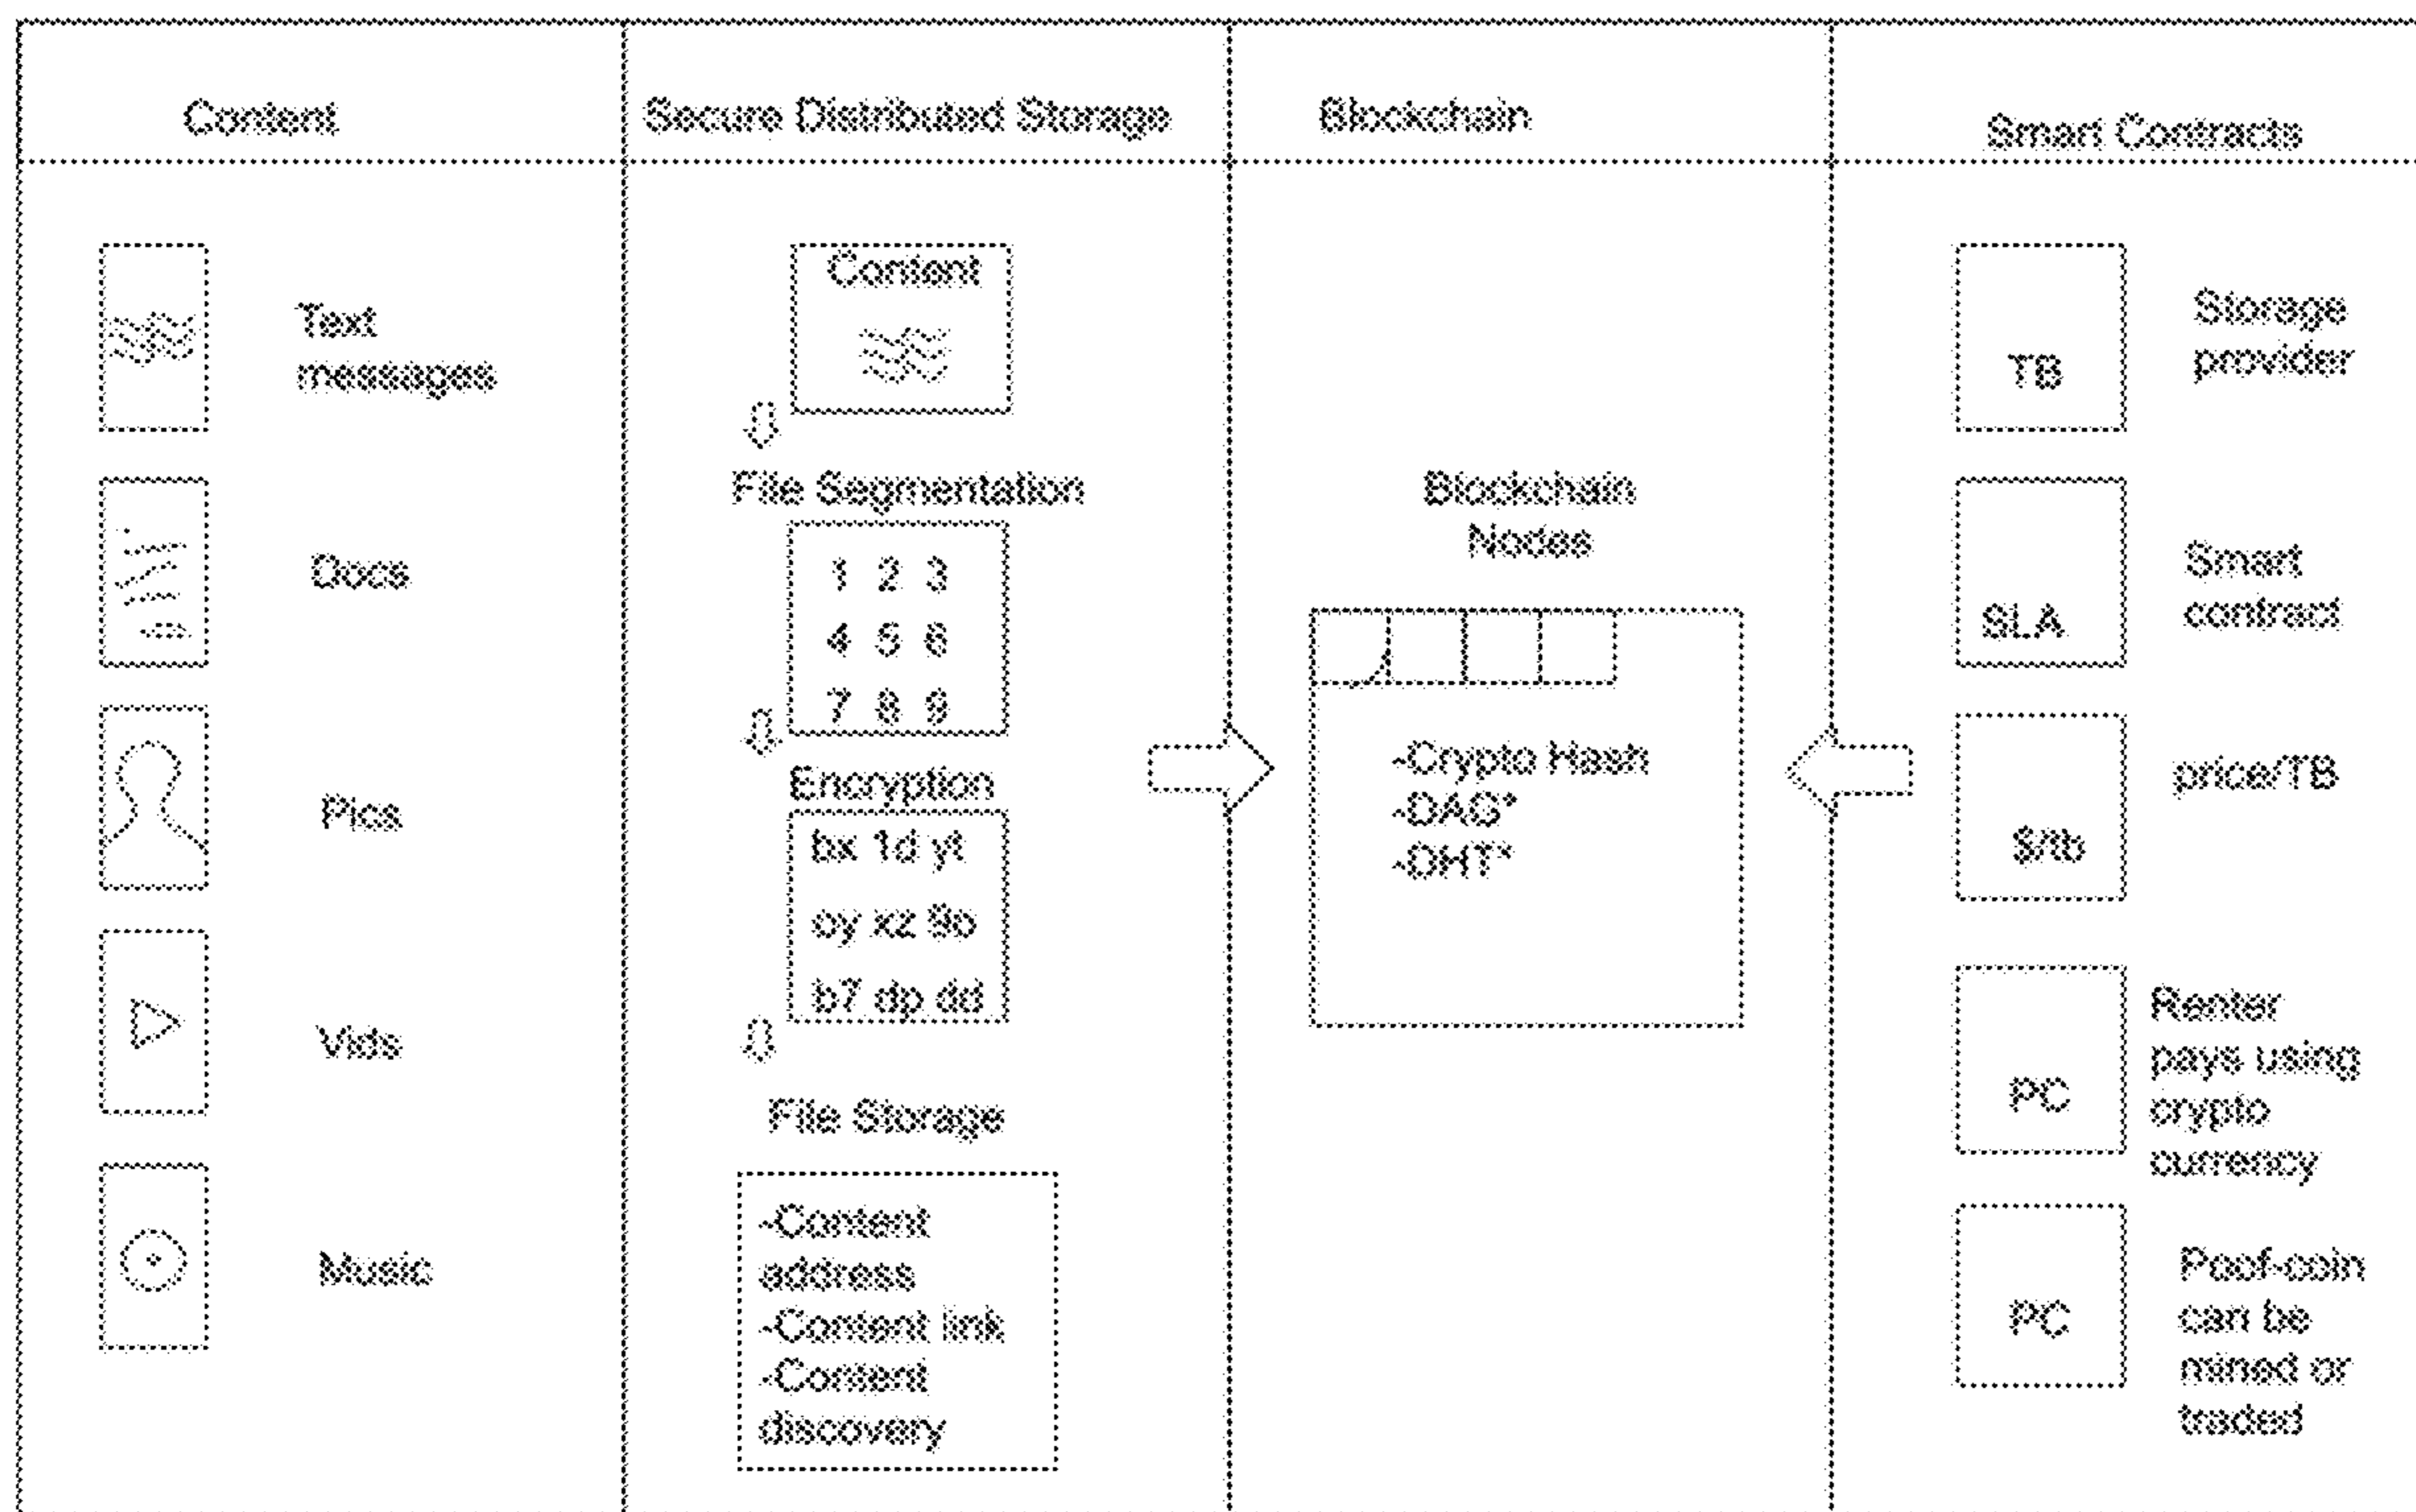 Content
Secure Distributed Storage
Blockchain
Smart Contracts
Text
messages
Docs
Pics
Vids
Music
Content
File Segmentation
1 2 3
4 5 6
7 8 9
Encryption
bx 1d yt
oy xz 9o
b7 dp dd
File Storage
-Content
address
-Content link
-Content
discovery
Blockchain
Nodes
-Crypto Hash
-DAG*
-DHT*
TB
Storage
provider
SLA
Smart
contract
$/tb
price/TB
PC
Renter
pays using
crypto
currency
PC
Poof-coin
can be
mined or
traded